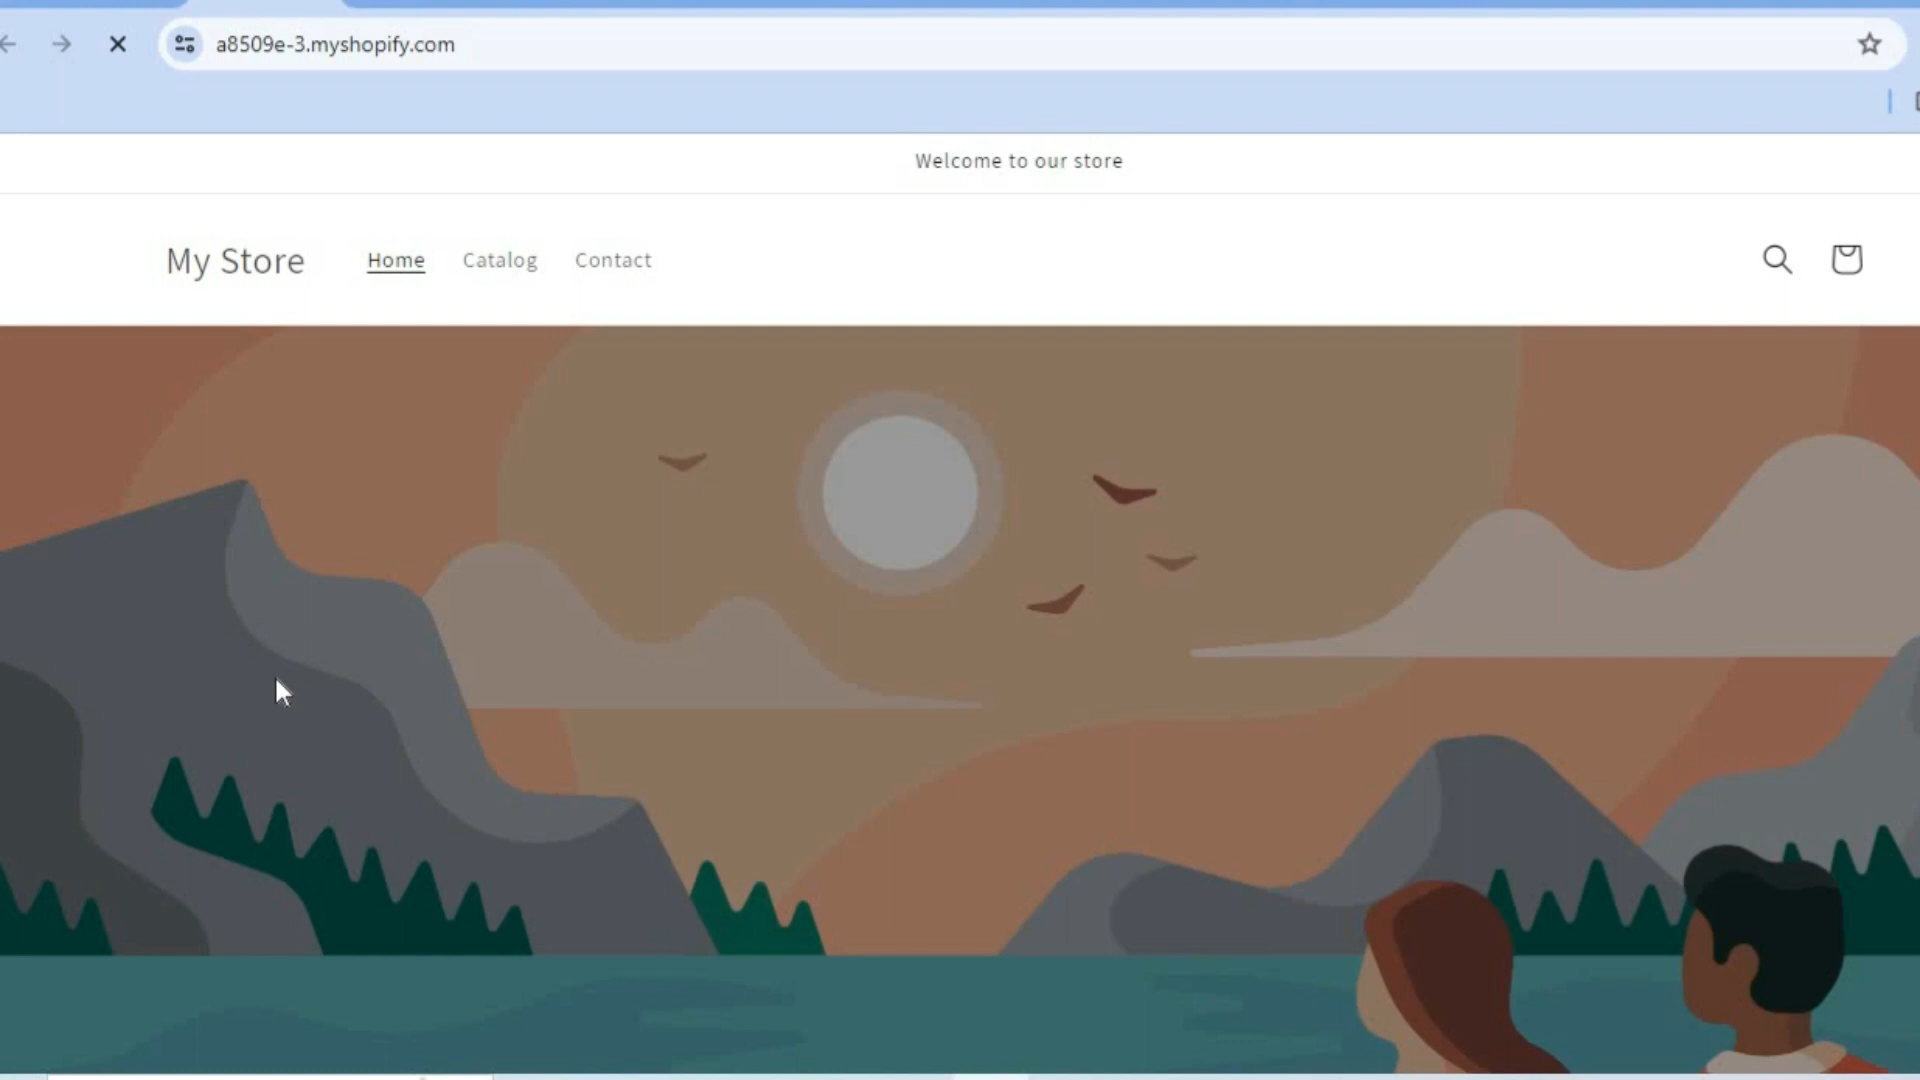 a8509e-3.myshopify.com
Welcome to our store
My Store
Home
Catalog
Contact